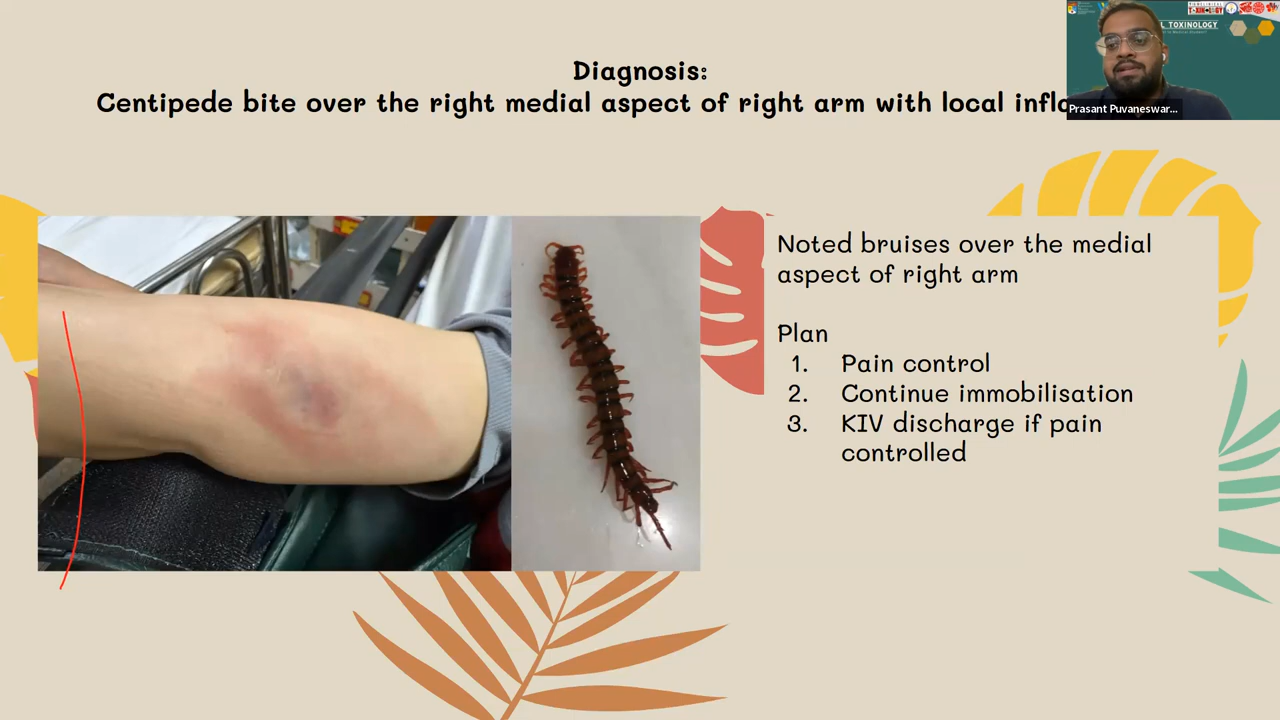 Diagnosis:
Centipede bite over the right medial aspect of right arm with local
Noted bruises over the medial
aspect of right arm
Plan
1. Pain control
2. Continue immobilisation
3. KIV discharge if pain
controlled
L TOXINOLOGY
Prasant Puvaneswar...